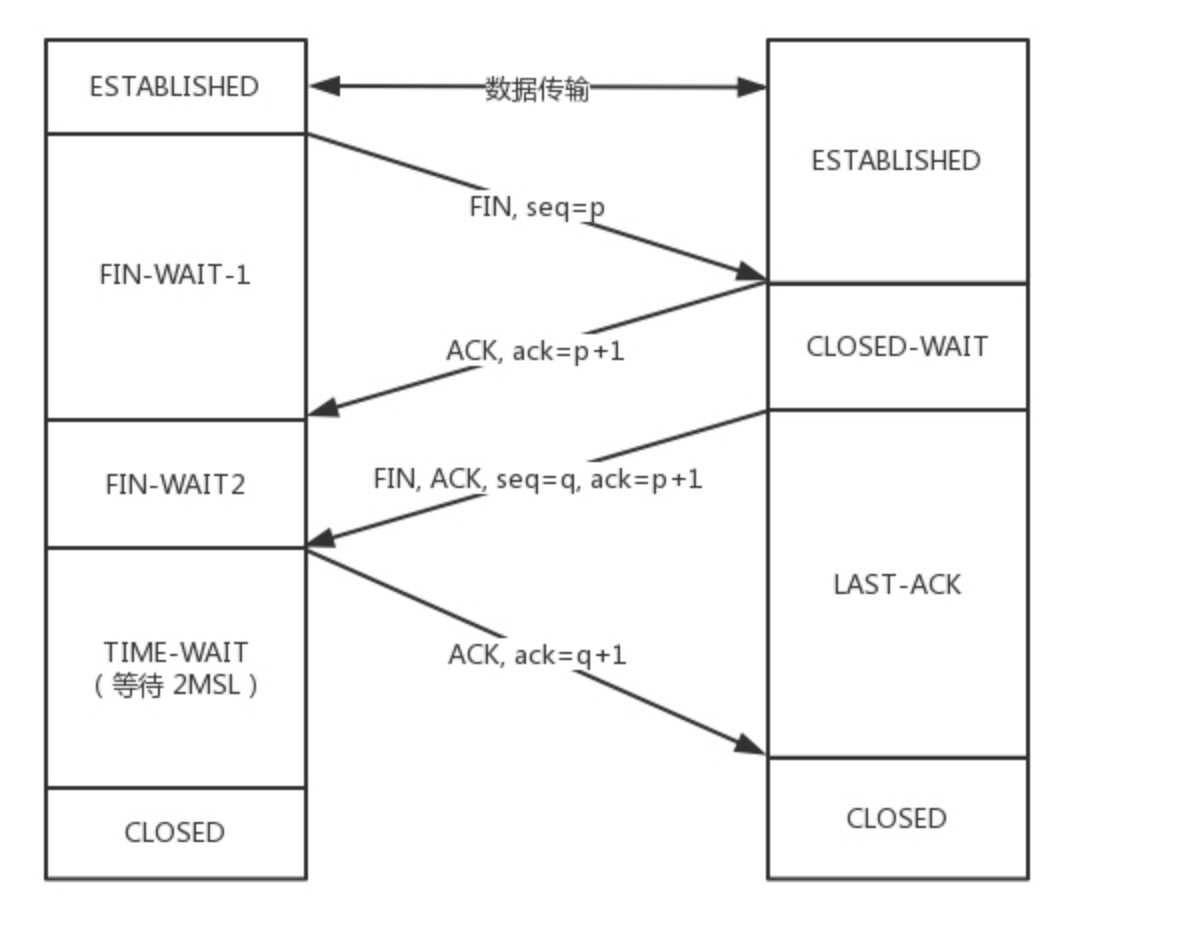 ESTABLISHED
数据传输
ESTABLISHED
FIN, seq=p
FIN-WAIT-1
ACK, ack=p+1
CLOSED-WAIT
FIN-WAIT2
FIN, ACK, seq=q, ack=p+1
LAST-ACK
TIME-WAIT
（等待 2MSL）
ACK, ack=q+1
CLOSED
CLOSED